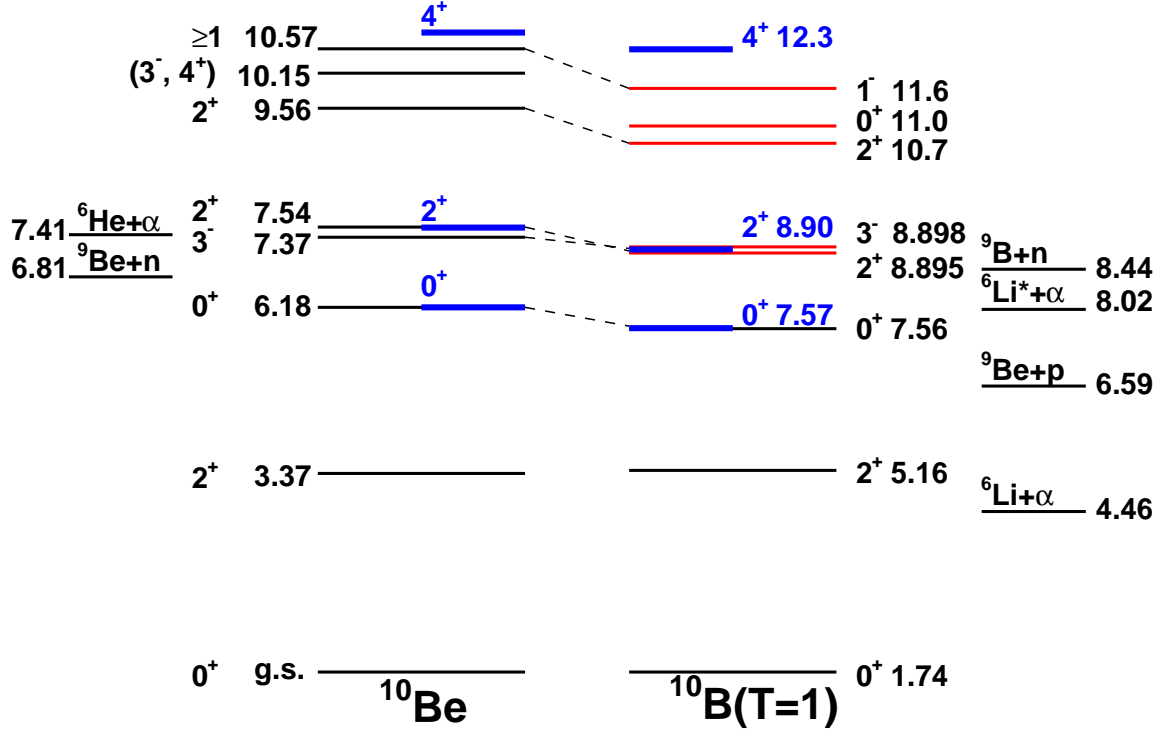 4⁺
≥1 10.57
4⁺ 12.3
(3⁻, 4⁺) 10.15
1⁻ 11.6
2⁺ 9.56
0⁺ 11.0
2⁺ 10.7
2⁺ 7.54
2⁺
2⁺ 8.90
3⁻ 8.898
7.41 ⁶He+α
3⁻ 7.37
⁹B+n
6.81 ⁹Be+n
2⁺ 8.895
8.44
0⁺
⁶Li*+α 8.02
0⁺ 6.18
0⁺ 7.57
0⁺ 7.56
⁹Be+p 6.59
2⁺ 3.37
2⁺ 5.16
⁶Li+α 4.46
0⁺ g.s.
0⁺ 1.74
¹⁰Be
¹⁰B(T=1)